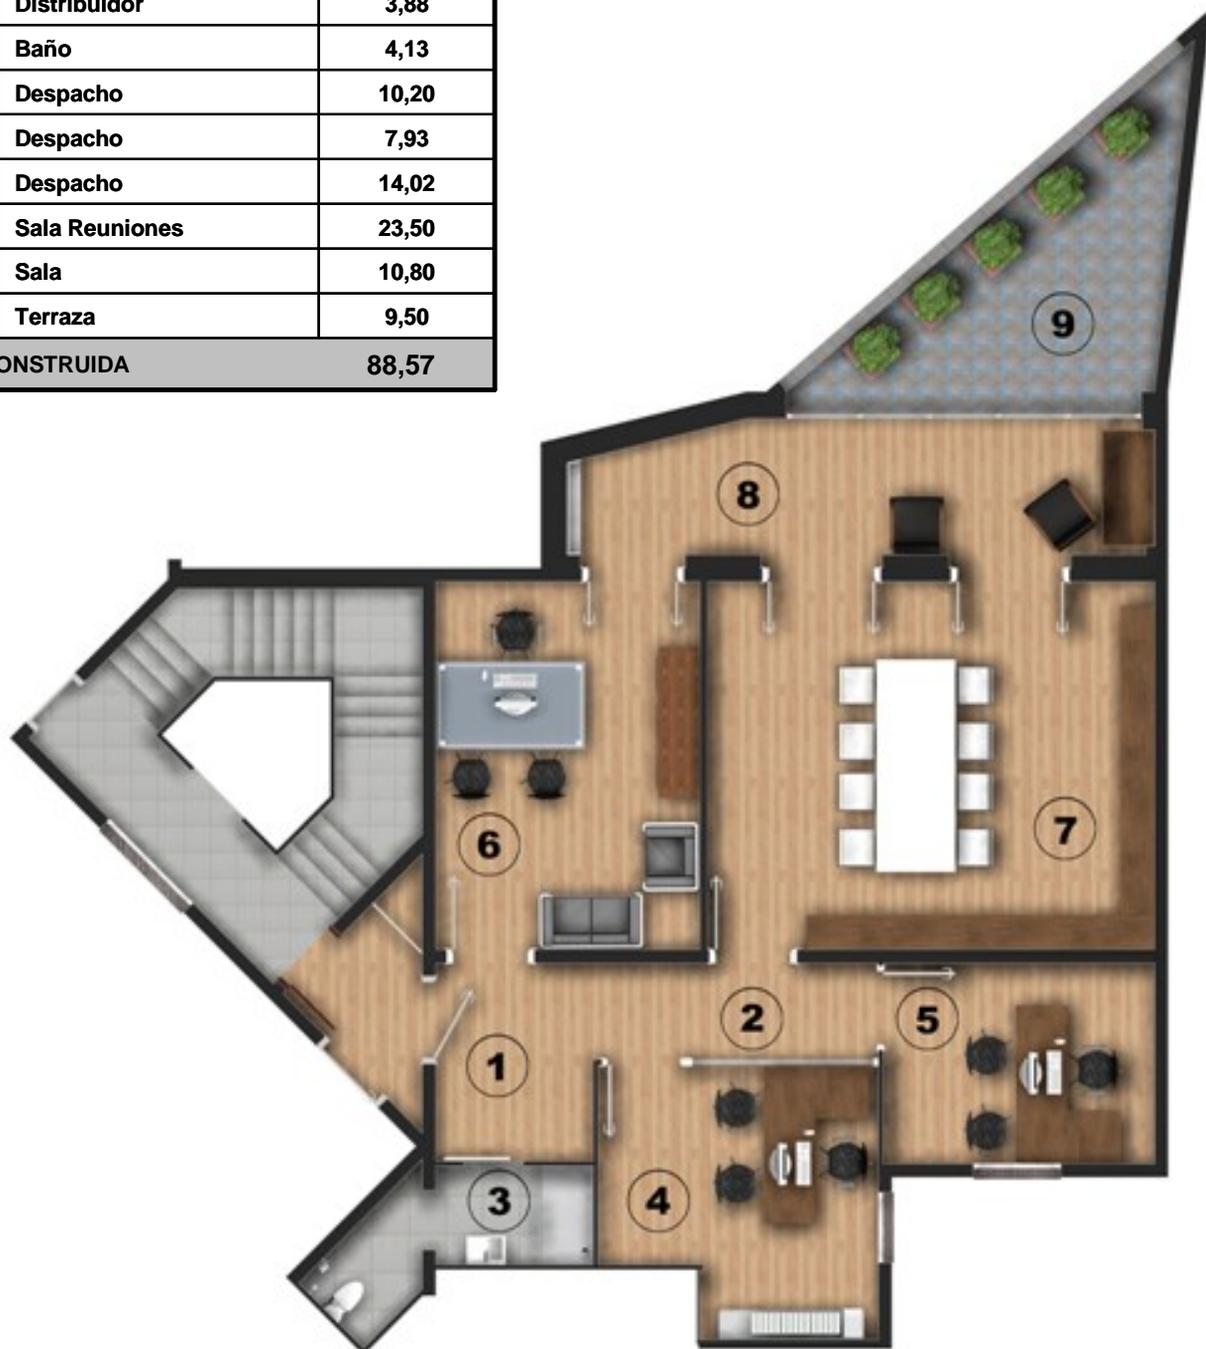 Distribuidor 3,88
Baño 4,13
Despacho 10,20
Despacho 7,93
Despacho 14,02
Sala Reuniones 23,50
Sala 10,80
Terraza 9,50
ONSTRUIDA 88,57
9
8
7
6
5
2
1
3
4